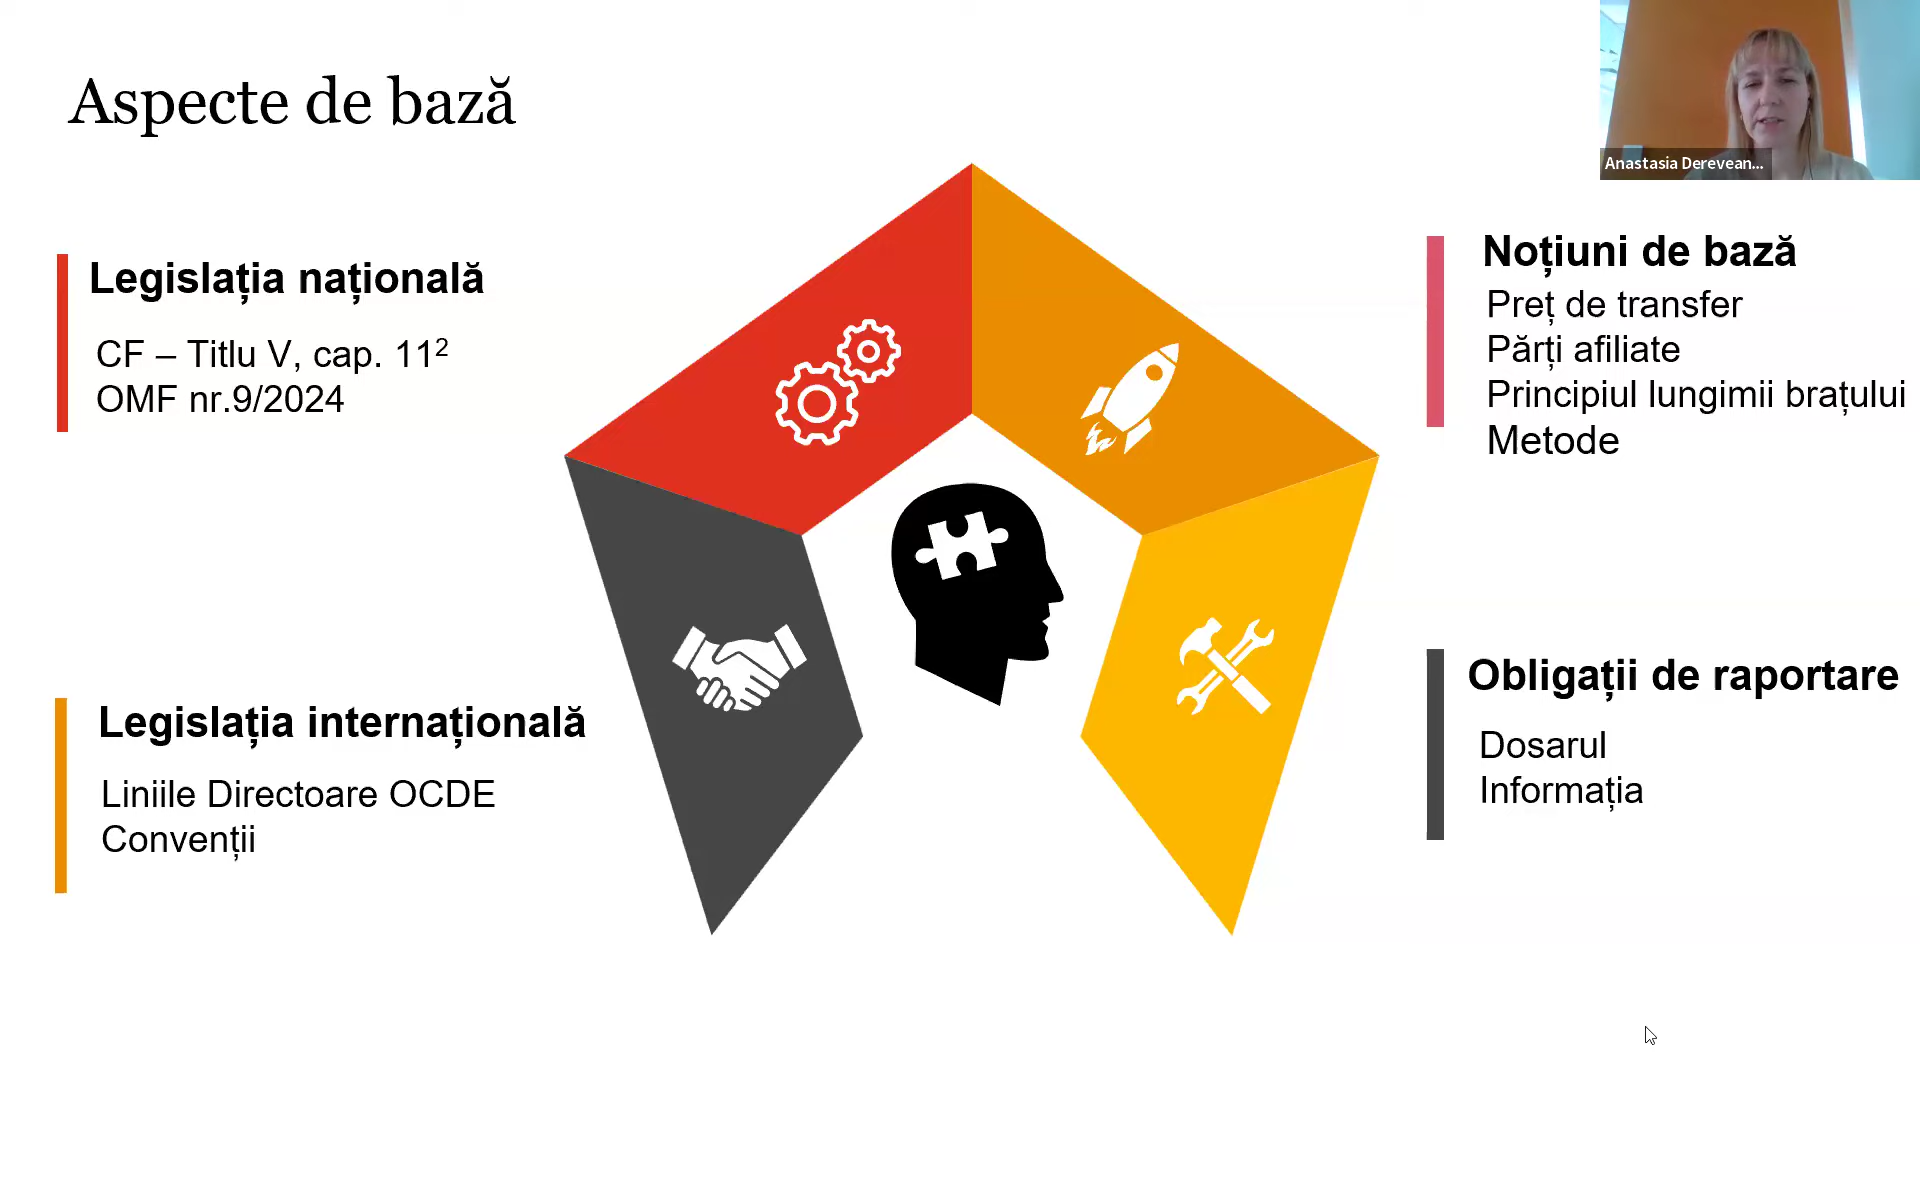 Aspecte de bază
Anastasia Derevean...
Legislația națională
CF – Titlu V, cap. 11²
OMF nr.9/2024
Noțiuni de bază
Preț de transfer
Părți afiliate
Principiul lungimii brațului
Metode
Legislația internațională
Liniile Directoare OCDE
Convenții
Obligații de raportare
Dosarul
Informația